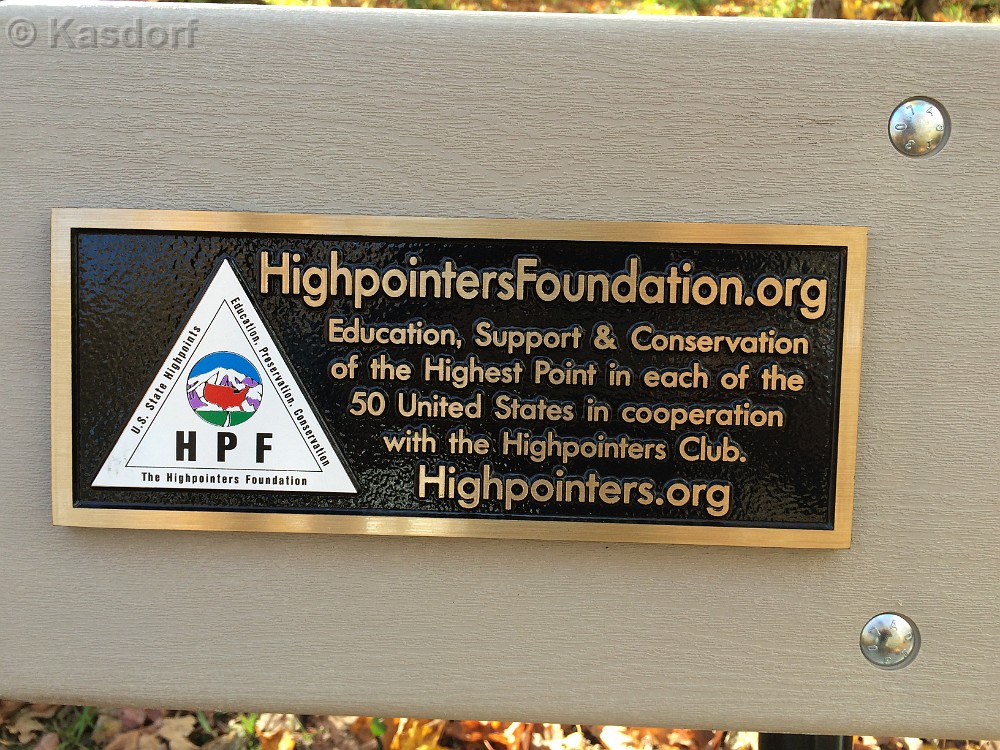 © Kasdorf
HighpointersFoundation.org
Education, Support & Conservation
of the Highest Point in each of the
50 United States in cooperation
with the Highpointers Club.
Highpointers.org
U.S. State Highpoints
Education, Preservation, Conservation
HPF
The Highpointers Foundation